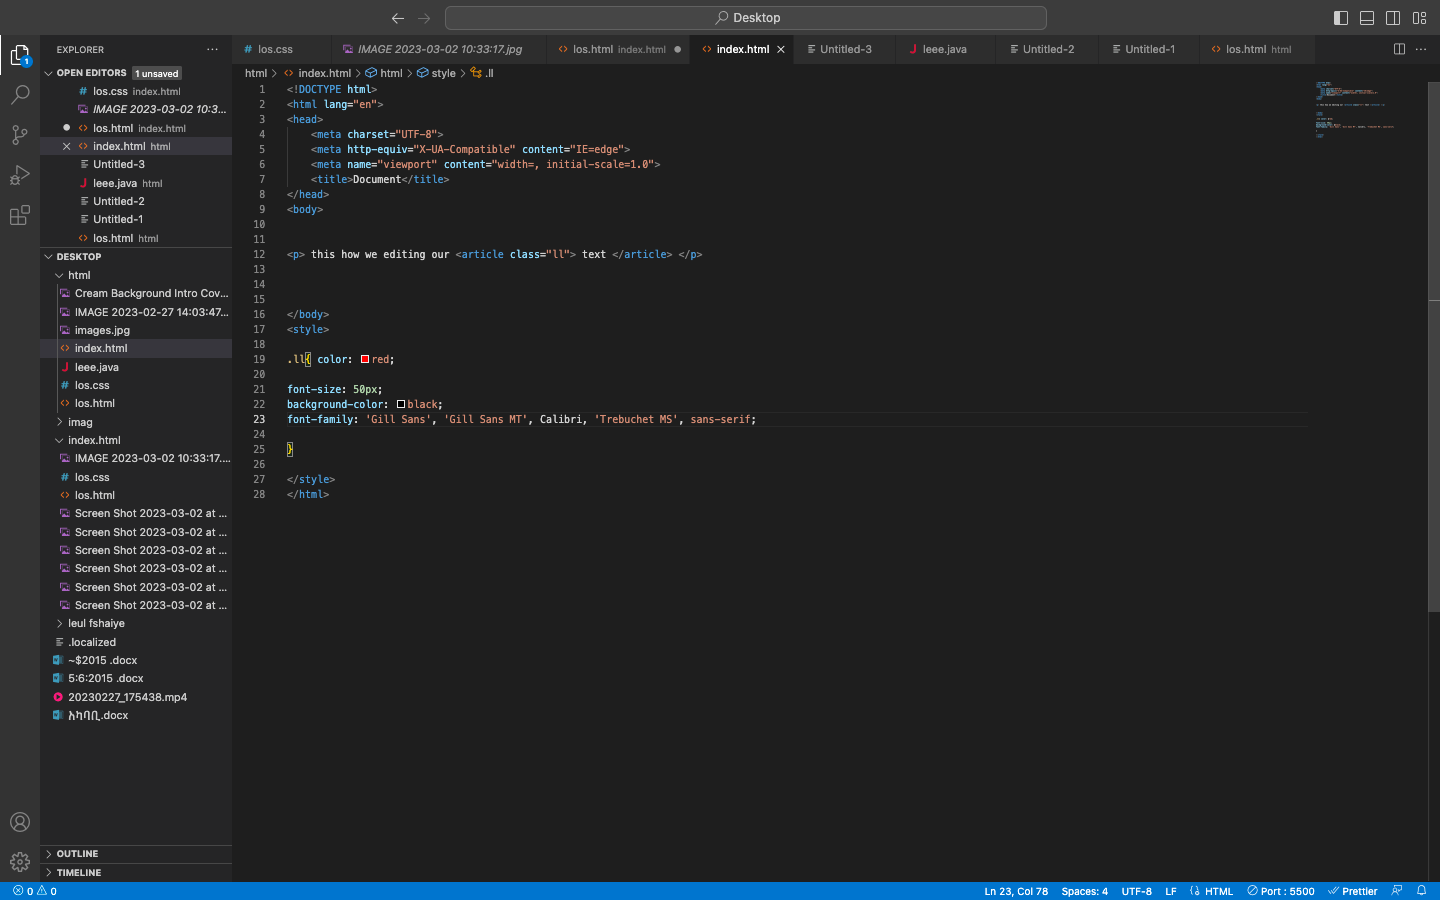 Desktop
EXPLORER
los.css
IMAGE 2023-03-02 10:33:17.jpg
los.html index.html
index.html
Untitled-3
leee.java
Untitled-2
Untitled-1
los.html html
OPEN EDITORS 1 unsaved
los.css index.html
IMAGE 2023-03-02 10:3...
los.html index.html
index.html html
Untitled-3
leee.java html
Untitled-2
Untitled-1
los.html html
DESKTOP
html
Cream Background Intro Cov...
IMAGE 2023-02-27 14:03:47...
images.jpg
index.html
leee.java
los.css
los.html
imag
index.html
IMAGE 2023-03-02 10:33:17....
los.css
los.html
Screen Shot 2023-03-02 at ...
Screen Shot 2023-03-02 at ...
Screen Shot 2023-03-02 at ...
Screen Shot 2023-03-02 at ...
Screen Shot 2023-03-02 at ...
Screen Shot 2023-03-02 at ...
leul fshaiye
.localized
~$2015 .docx
5:6:2015 .docx
20230227_175438.mp4
አካባቢ.docx
OUTLINE
TIMELINE
html > index.html > html > style > .ll
1 <!DOCTYPE html>
2 <html lang="en">
3 <head>
4 <meta charset="UTF-8">
5 <meta http-equiv="X-UA-Compatible" content="IE=edge">
6 <meta name="viewport" content="width=, initial-scale=1.0">
7 <title>Document</title>
8 </head>
9 <body>
10
11
12 <p> this how we editing our <article class="ll"> text </article> </p>
13
14
15
16 </body>
17 <style>
18
19 .ll{ color: red;
20
21 font-size: 50px;
22 background-color: black;
23 font-family: 'Gill Sans', 'Gill Sans MT', Calibri, 'Trebuchet MS', sans-serif;
24
25 }
26
27 </style>
28 </html>
1
0 0
Ln 23, Col 78 Spaces: 4 UTF-8 LF HTML Port : 5500 Prettier